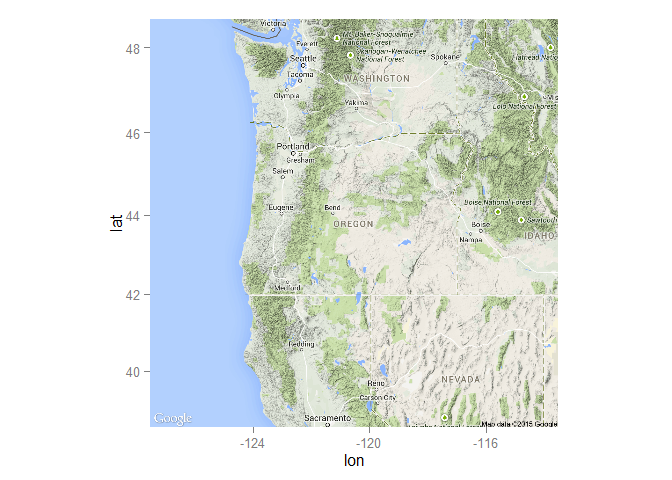 Victoria
Mt. Baker-Snoqualmie
National Forest
Everett
48
Okanogan-Wenatchee
National Forest
Seattle
Spokane
Flathead Nat
Tacoma
WASHINGTON
Olympia
Yakima
Mis
Lolo National Forest
46
Portland
Gresham
Salem
Boise National Forest
Eugene
Bend
44
OREGON
Boise
Sawtooth
Nampa
IDAHO
lat
42
Medford
Redding
40
Reno
NEVADA
Carson City
Sacramento
Google
Map data ©2015 Google
-124
-120
-116
lon